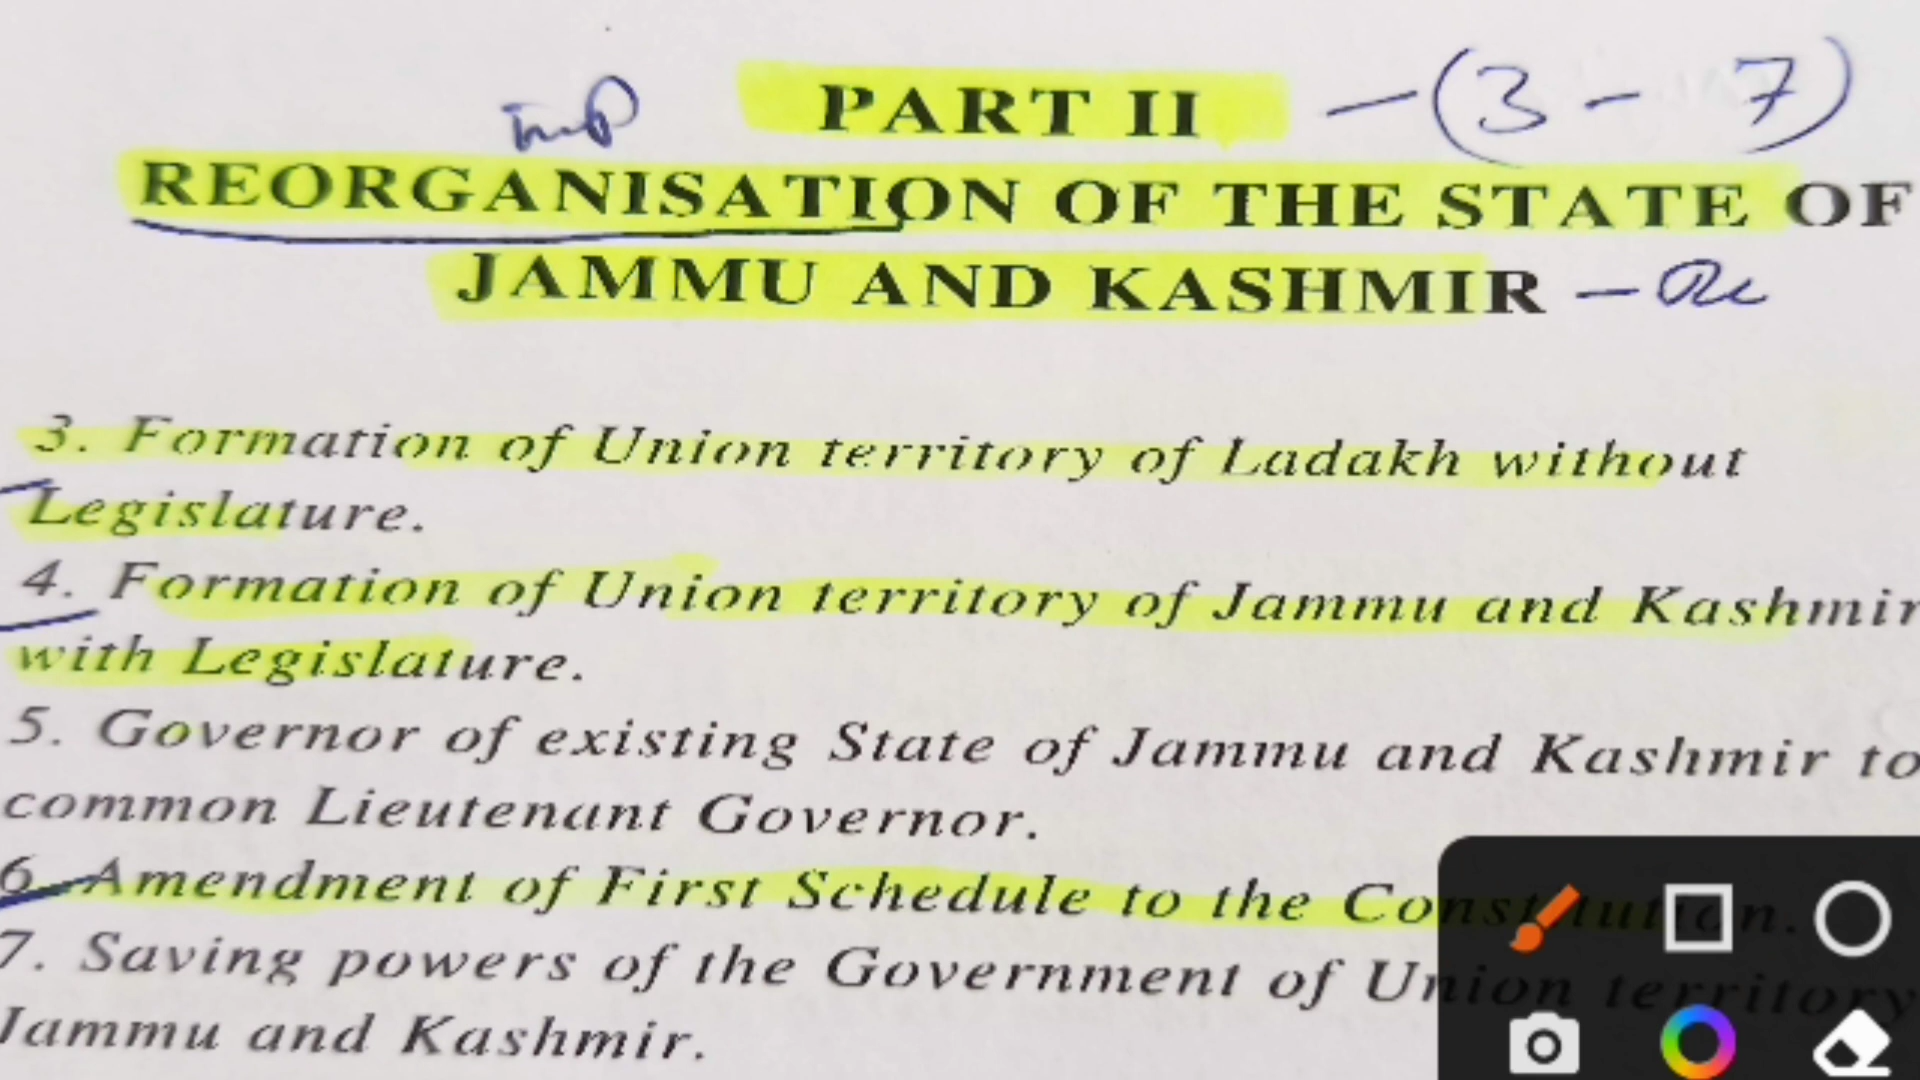 PART II -(3 - 7)
imp
REORGANISATION OF THE STATE OF
JAMMU AND KASHMIR -
3. Formation of Union territory of Ladakh without
Legislature.
4. Formation of Union territory of Jammu and Kashmir
with Legislature.
5. Governor of existing State of Jammu and Kashmir to
common Lieutenant Governor.
6. Amendment of First Schedule to the Constitution.
7. Saving powers of the Government of Union territory
Jammu and Kashmir.